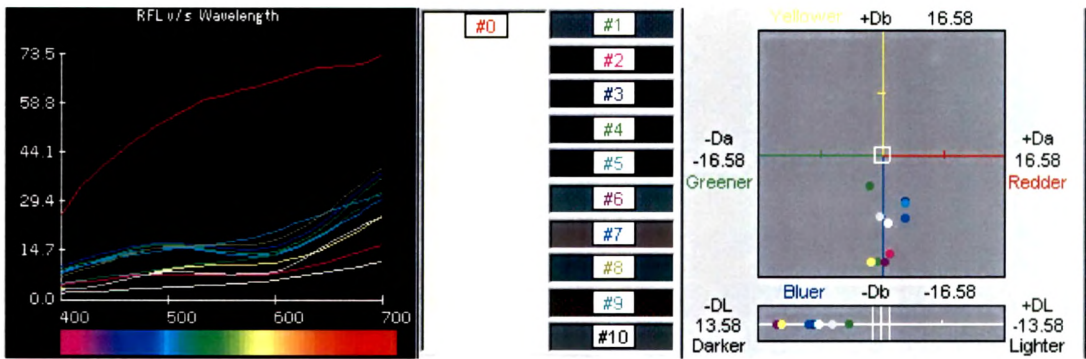 RFL v/s Wavelength
73.5
58.8
44.1
29.4
14.7
0.0
400 500 600 700
#0
#1
#2
#3
#4
#5
#6
#7
#8
#9
#10
Yellower +Db 16.58
-Da
-16.58
Greener
+Da
16.58
Redder
Bluer -Db -16.58
-DL
13.58
Darker
+DL
-13.58
Lighter